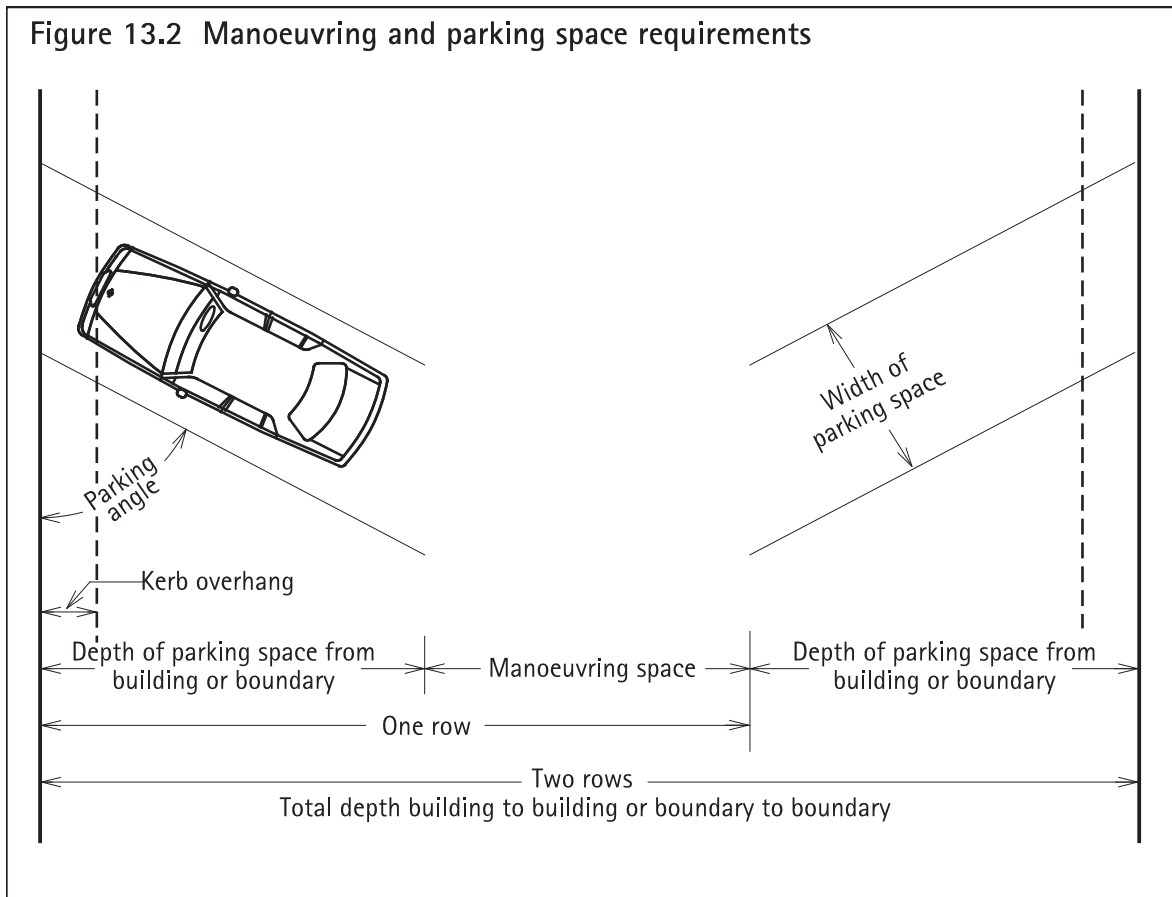 Figure 13.2 Manoeuvring and parking space requirements
Width of
parking space
Parking
angle
Kerb overhang
Depth of parking space from
building or boundary
Manoeuvring space
Depth of parking space from
building or boundary
One row
Two rows
Total depth building to building or boundary to boundary